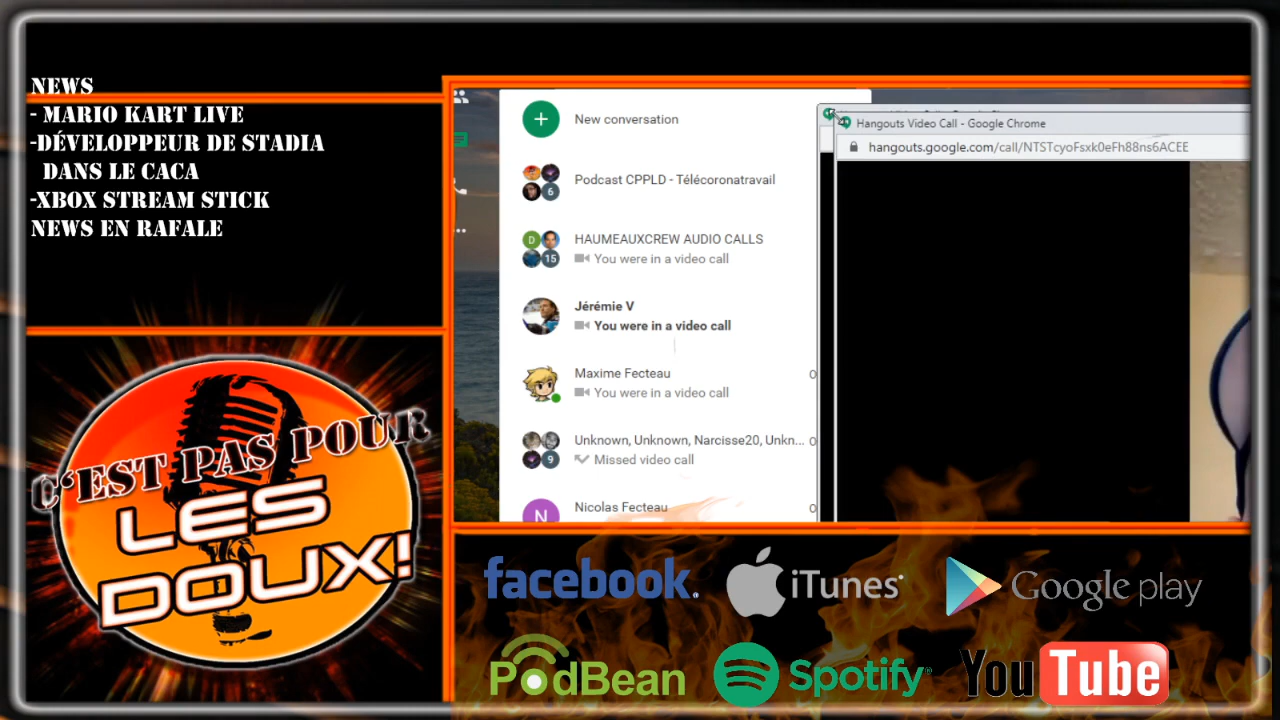 NEWS
- MARIO KART LIVE
-DÉVELOPPEUR DE STADIA
DANS LE CACA
-XBOX STREAM STICK
NEWS EN RAFALE
C'EST PAS POUR
LES
DOUX!
New conversation
Podcast CPPLD - Télécoronatravail
6
HAUMEAUXCREW AUDIO CALLS
You were in a video call
D
15
Jérémie V
You were in a video call
Maxime Fecteau
You were in a video call
Unknown, Unknown, Narcisse20, Unkn...
Missed video call
9
Nicolas Fecteau
N
Hangouts Video Call - Google Chrome
hangouts.google.com/call/NTSTcyoFsxk0eFh88ns6ACEE
facebook.
iTunes
Google play
PodBean
Spotify
YouTube